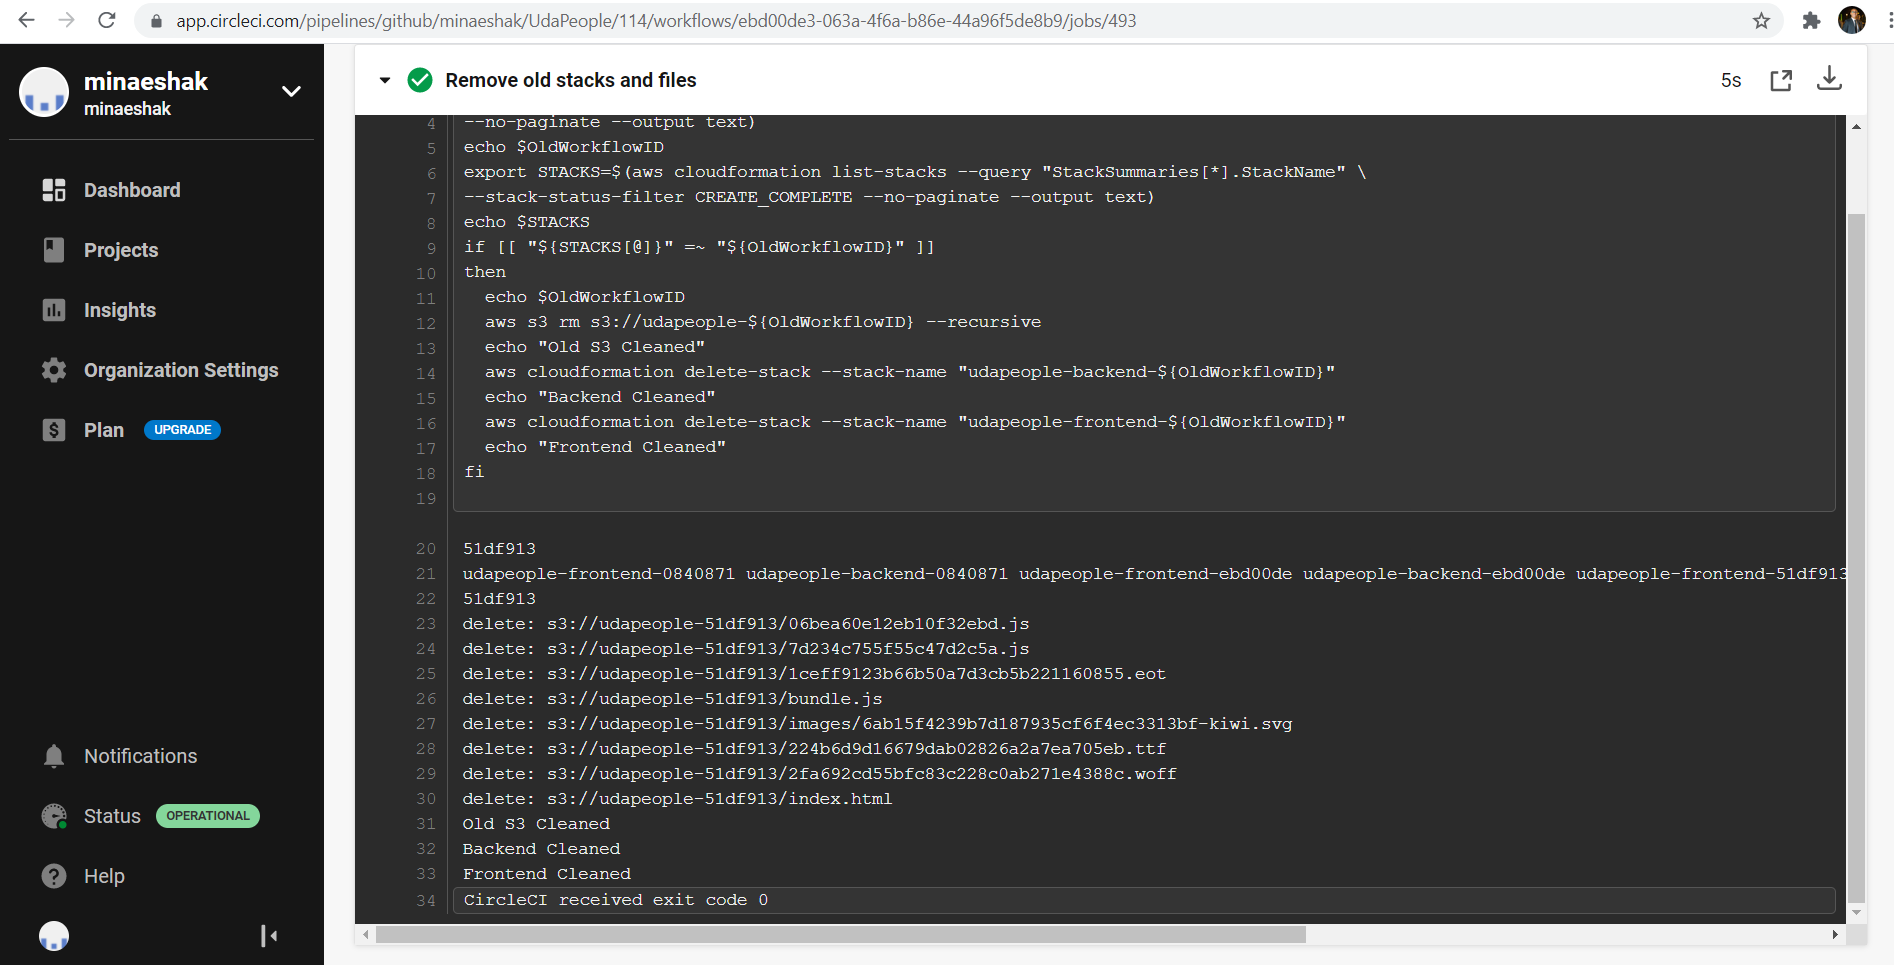 app.circleci.com/pipelines/github/minaeshak/UdaPeople/114/workflows/ebd00de3-063a-4f6a-b86e-44a96f5de8b9/jobs/493
minaeshak
minaeshak
Dashboard
Projects
Insights
Organization Settings
Plan UPGRADE
Notifications
Status OPERATIONAL
Help
Remove old stacks and files 5s
4 --no-paginate --output text)
5 echo $OldWorkflowID
6 export STACKS=$(aws cloudformation list-stacks --query "StackSummaries[*].StackName" \
7 --stack-status-filter CREATE_COMPLETE --no-paginate --output text)
8 echo $STACKS
9 if [[ "${STACKS[@]}" =~ "${OldWorkflowID}" ]]
10 then
11   echo $OldWorkflowID
12   aws s3 rm s3://udapeople-${OldWorkflowID} --recursive
13   echo "Old S3 Cleaned"
14   aws cloudformation delete-stack --stack-name "udapeople-backend-${OldWorkflowID}"
15   echo "Backend Cleaned"
16   aws cloudformation delete-stack --stack-name "udapeople-frontend-${OldWorkflowID}"
17   echo "Frontend Cleaned"
18 fi
19
20 51df913
21 udapeople-frontend-0840871 udapeople-backend-0840871 udapeople-frontend-ebd00de udapeople-backend-ebd00de udapeople-frontend-51df913
22 51df913
23 delete: s3://udapeople-51df913/06bea60e12eb10f32ebd.js
24 delete: s3://udapeople-51df913/7d234c755f55c47d2c5a.js
25 delete: s3://udapeople-51df913/1ceff9123b66b50a7d3cb5b221160855.eot
26 delete: s3://udapeople-51df913/bundle.js
27 delete: s3://udapeople-51df913/images/6ab15f4239b7d187935cf6f4ec3313bf-kiwi.svg
28 delete: s3://udapeople-51df913/224b6d9d16679dab02826a2a7ea705eb.ttf
29 delete: s3://udapeople-51df913/2fa692cd55bfc83c228c0ab271e4388c.woff
30 delete: s3://udapeople-51df913/index.html
31 Old S3 Cleaned
32 Backend Cleaned
33 Frontend Cleaned
34 CircleCI received exit code 0